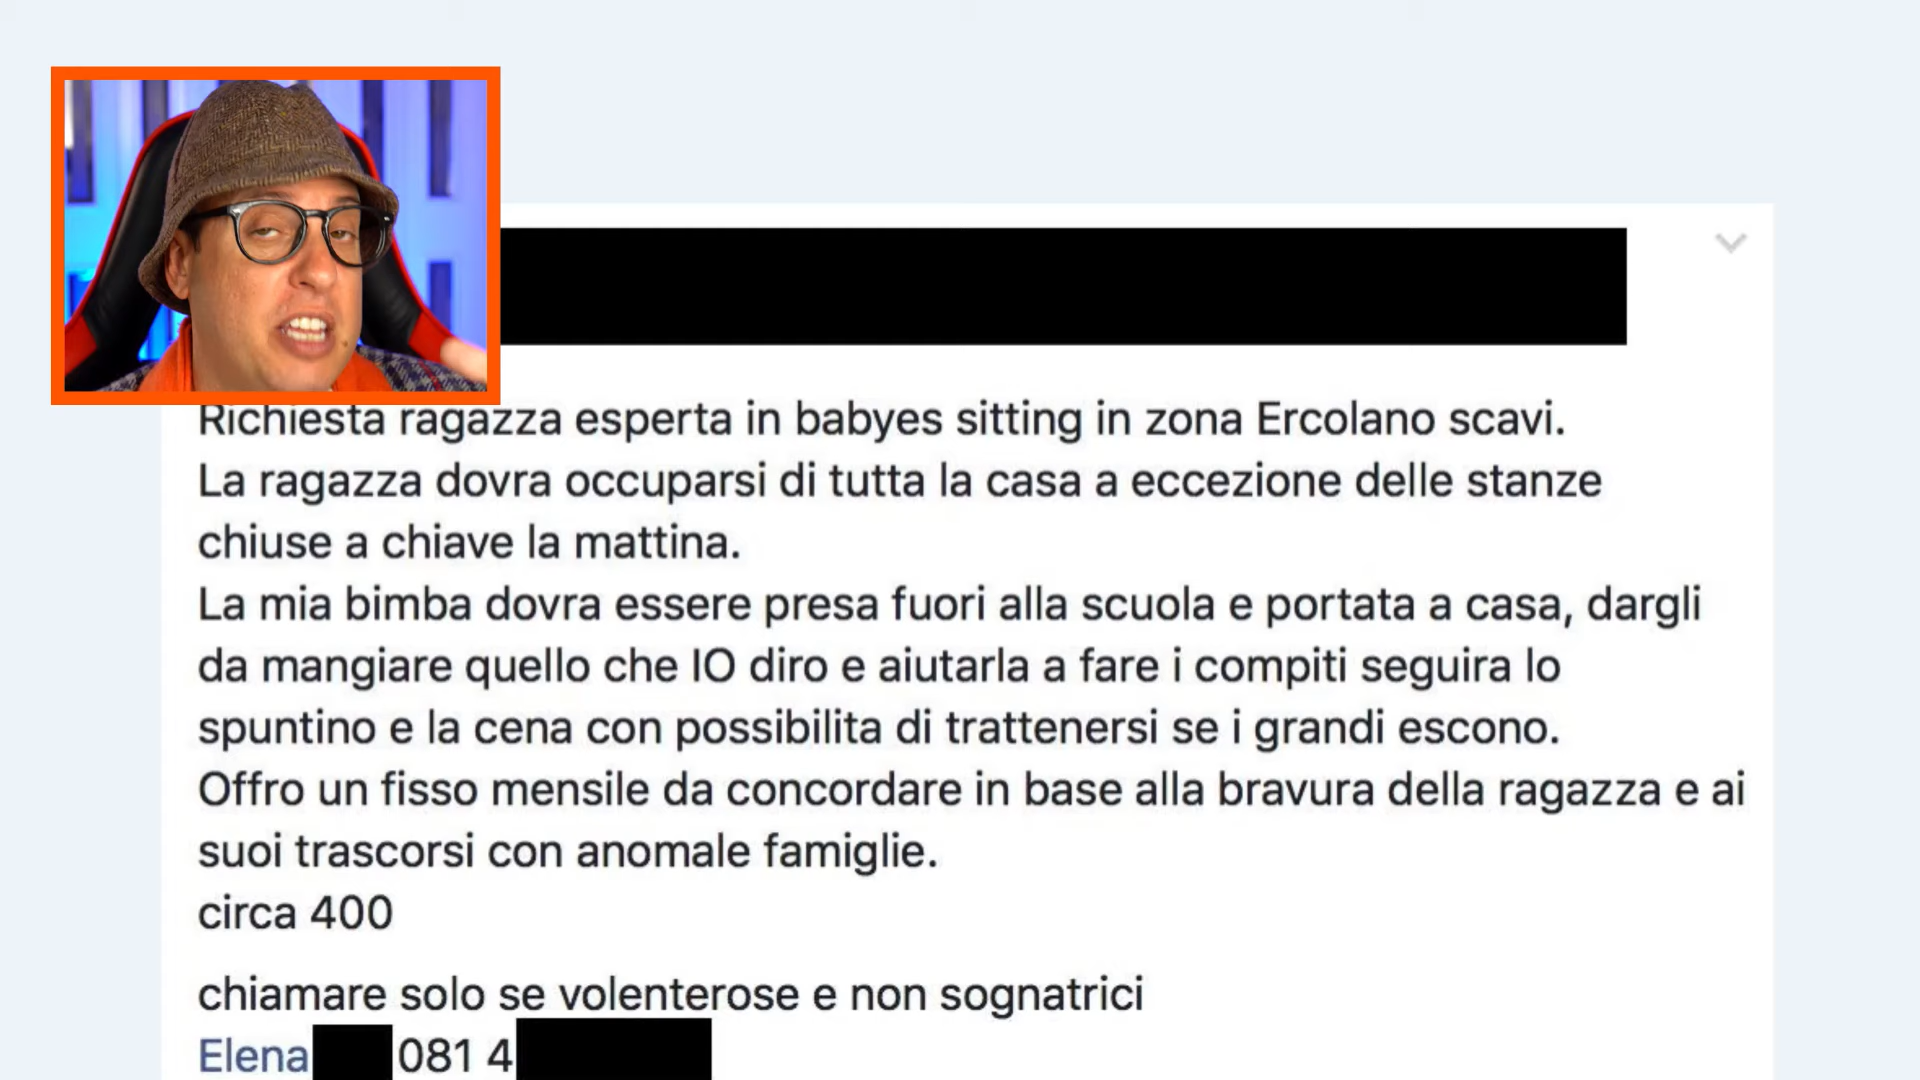 Richiesta ragazza esperta in babyes sitting in zona Ercolano scavi.
La ragazza dovra occuparsi di tutta la casa a eccezione delle stanze
chiuse a chiave la mattina.
La mia bimba dovra essere presa fuori alla scuola e portata a casa, dargli
da mangiare quello che IO diro e aiutarla a fare i compiti seguira lo
spuntino e la cena con possibilita di trattenersi se i grandi escono.
Offro un fisso mensile da concordare in base alla bravura della ragazza e ai
suoi trascorsi con anomale famiglie.
circa 400
chiamare solo se volenterose e non sognatrici
Elena 081 4